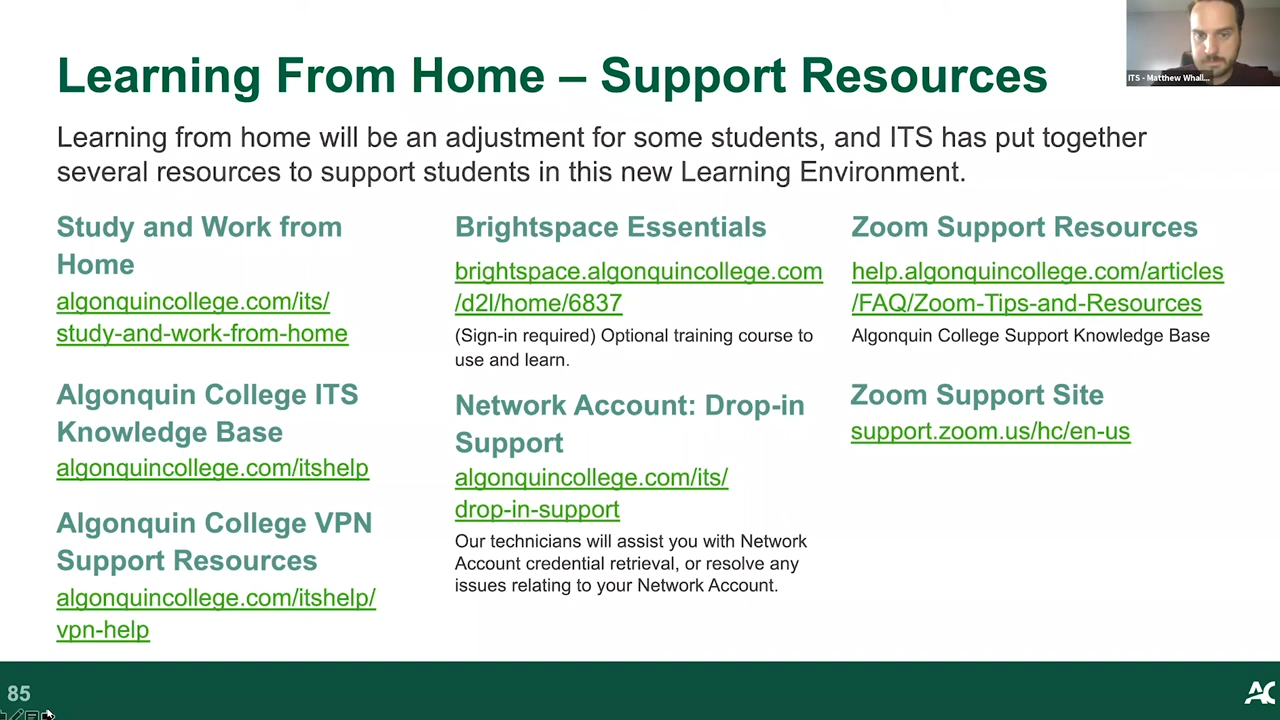 Learning From Home – Support Resources
ITS - Matthew Whall...
Learning from home will be an adjustment for some students, and ITS has put together
several resources to support students in this new Learning Environment.
Study and Work from
Home
algonquincollege.com/its/
study-and-work-from-home
Algonquin College ITS
Knowledge Base
algonquincollege.com/itshelp
Algonquin College VPN
Support Resources
algonquincollege.com/itshelp/
vpn-help
Brightspace Essentials
brightspace.algonquincollege.com
/d2l/home/6837
(Sign-in required) Optional training course to
use and learn.
Network Account: Drop-in
Support
algonquincollege.com/its/
drop-in-support
Our technicians will assist you with Network
Account credential retrieval, or resolve any
issues relating to your Network Account.
Zoom Support Resources
help.algonquincollege.com/articles
/FAQ/Zoom-Tips-and-Resources
Algonquin College Support Knowledge Base
Zoom Support Site
support.zoom.us/hc/en-us
85
AC